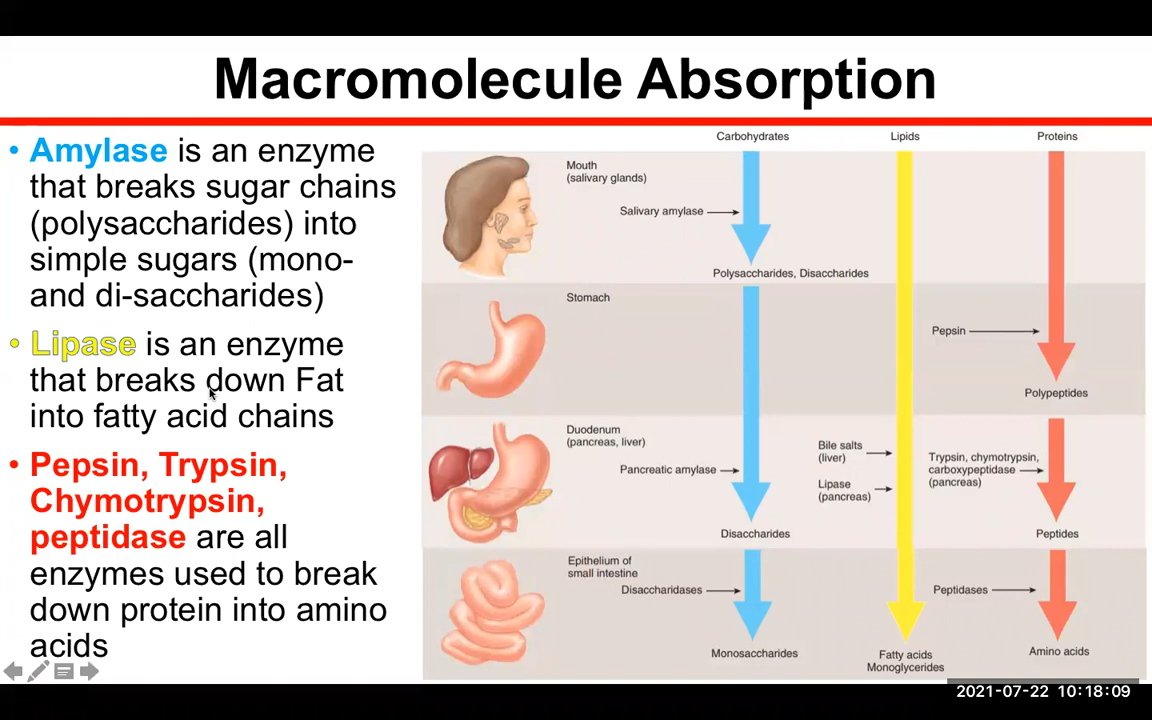 Macromolecule Absorption
• Amylase is an enzyme
that breaks sugar chains
(polysaccharides) into
simple sugars (mono-
and di-saccharides)
• Lipase is an enzyme
that breaks down Fat
into fatty acid chains
• Pepsin, Trypsin,
Chymotrypsin,
peptidase are all
enzymes used to break
down protein into amino
acids
Carbohydrates
Lipids
Proteins
Mouth
(salivary glands)
Salivary amylase
Polysaccharides, Disaccharides
Stomach
Pepsin
Polypeptides
Duodenum
(pancreas, liver)
Pancreatic amylase
Disaccharides
Bile salts
(liver)
Lipase
(pancreas)
Trypsin, chymotrypsin,
carboxypeptidase
(pancreas)
Peptides
Epithelium of
small intestine
Disaccharidases
Monosaccharides
Fatty acids
Monoglycerides
Peptidases
Amino acids
2021-07-22 10:18:09